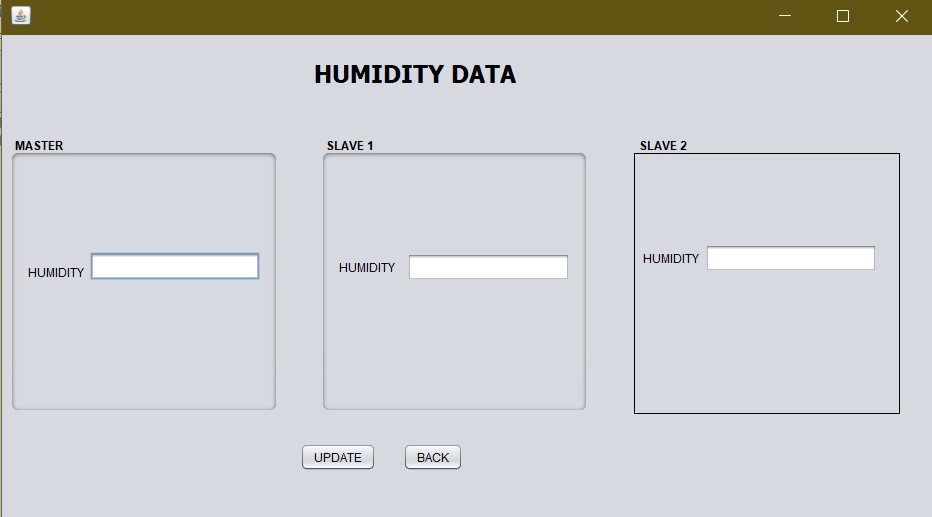 HUMIDITY DATA
MASTER
SLAVE 1
SLAVE 2
HUMIDITY
HUMIDITY
HUMIDITY
UPDATE
BACK